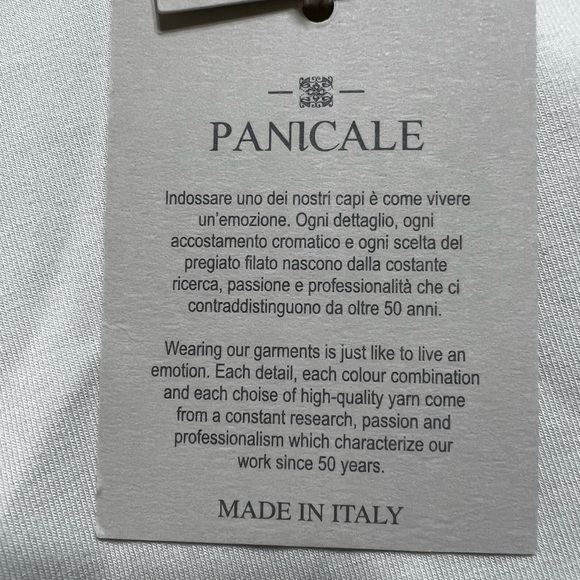 PANICALE
Indossare uno dei nostri capi è come vivere
un'emozione. Ogni dettaglio, ogni
accostamento cromatico e ogni scelta del
pregiato filato nascono dalla costante
ricerca, passione e professionalità che ci
contraddistinguono da oltre 50 anni.
Wearing our garments is just like to live an
emotion. Each detail, each colour combination
and each choise of high-quality yarn come
from a constant research, passion and
professionalism which characterize our
work since 50 years.
MADE IN ITALY